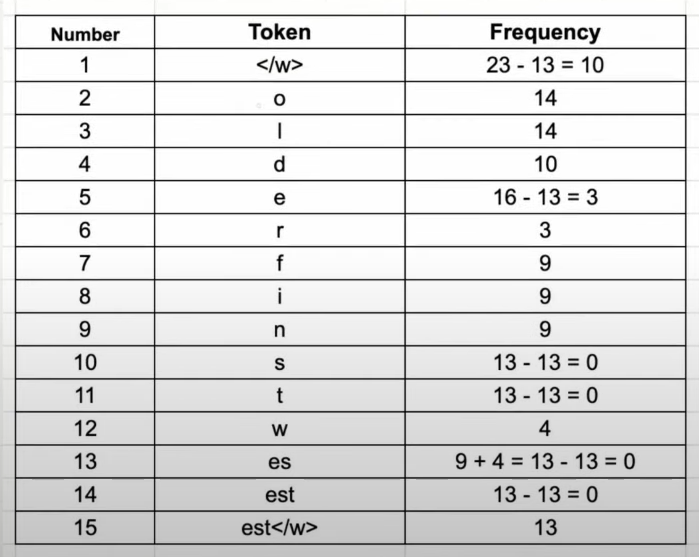 Number Token Frequency
1 </w> 23 - 13 = 10
2 o 14
3 l 14
4 d 10
5 e 16 - 13 = 3
6 r 3
7 f 9
8 i 9
9 n 9
10 s 13 - 13 = 0
11 t 13 - 13 = 0
12 w 4
13 es 9 + 4 = 13 - 13 = 0
14 est 13 - 13 = 0
15 est</w> 13